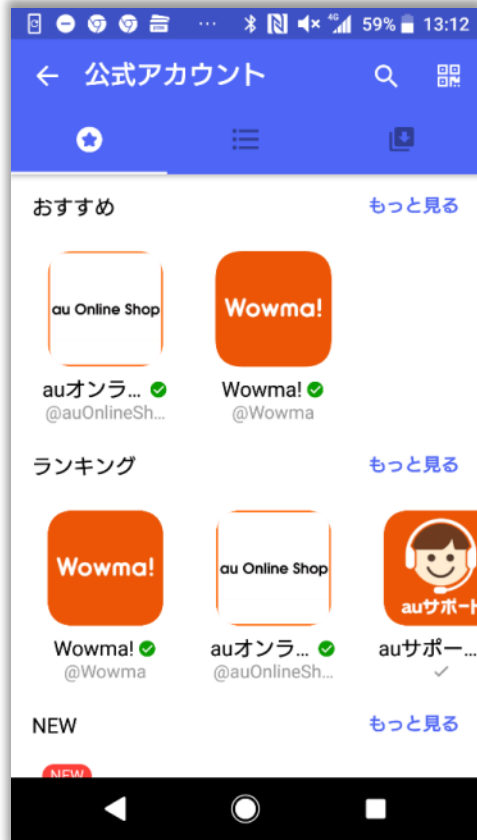 4G 59% 13:12
公式アカウント
おすすめ もっと見る
au Online Shop Wowma!
auオンラ... Wowma!
@auOnlineSh... @Wowma
ランキング もっと見る
Wowma! au Online Shop auサポート
Wowma! auオンラ... auサポー...
@Wowma @auOnlineSh...
NEW もっと見る
NEW